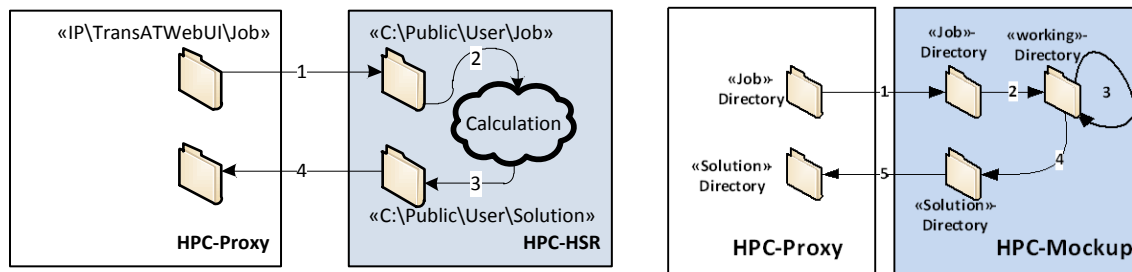 «IP\TransATWebUI\Job»
«C:\Public\User\Job»
1
2
Calculation
4
3
«C:\Public\User\Solution»
HPC-Proxy
HPC-HSR
«Job»-
Directory
«working»-
Directory
«Job»-
Directory
1
2
3
4
«Solution»-
Directory
5
«Solution»-
Directory
HPC-Proxy
HPC-Mockup